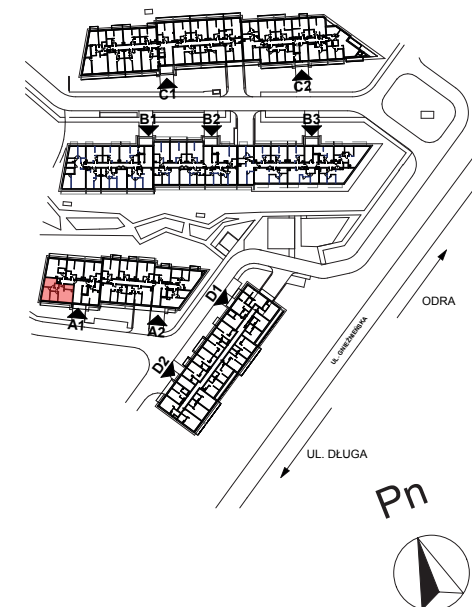 C1
C2
B1
B2
B3
A1
A2
D1
D2
UL. GNIEŹNIEŃSKA
ODRA
UL. DŁUGA
Pn